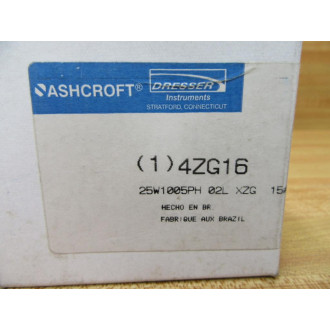 ASHCROFT®
DRESSER
Instruments
STRATFORD, CONNECTICUT
(1)4ZG16
25W1005PH 02L XZG
HECHO EN BR
FABRIQUE AUX BRAZIL